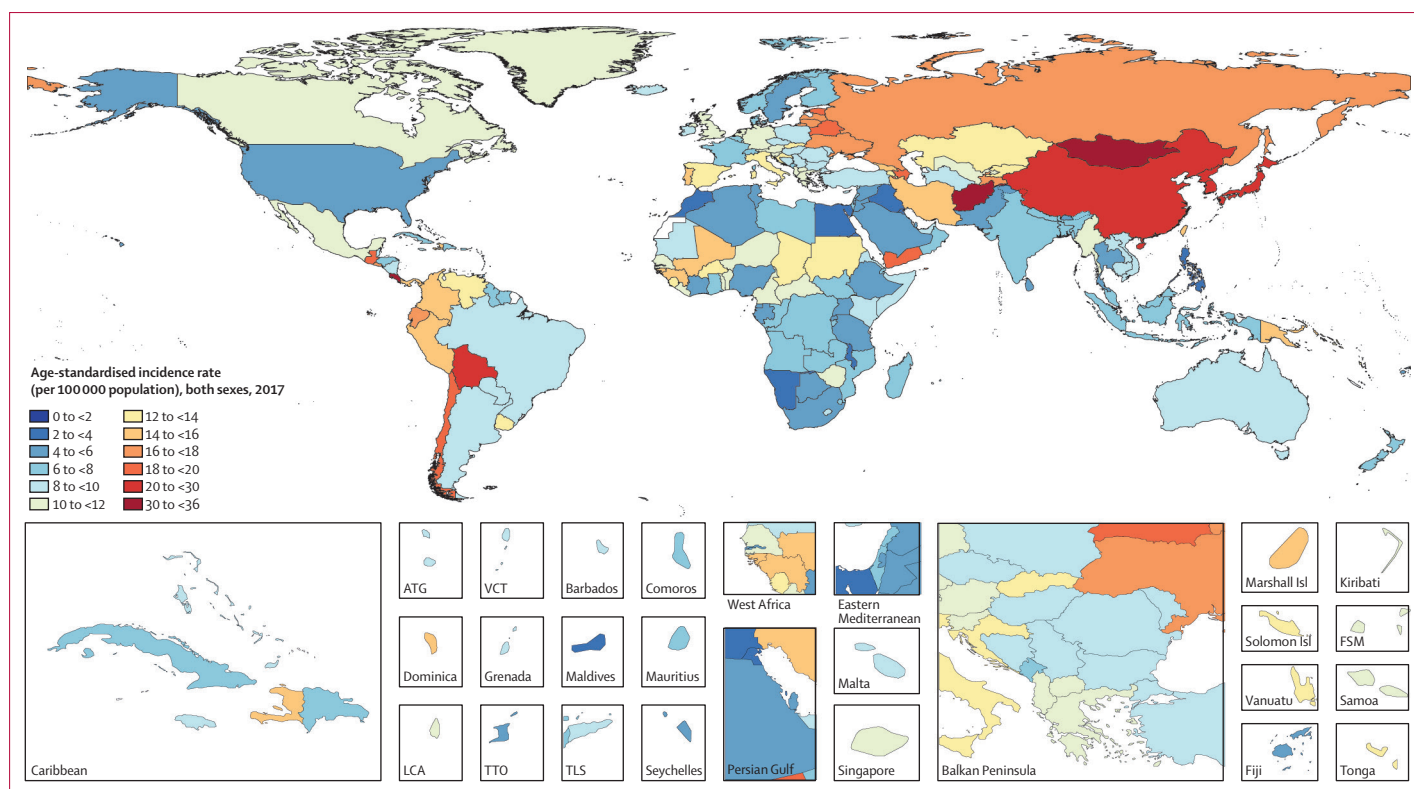 Age-standardised incidence rate
(per 100 000 population), both sexes, 2017
0 to <2
2 to <4
4 to <6
6 to <8
8 to <10
10 to <12
12 to <14
14 to <16
16 to <18
18 to <20
20 to <30
30 to <36
Caribbean
ATG
VCT
Barbados
Comoros
Dominica
Grenada
Maldives
Mauritius
LCA
TTO
TLS
Seychelles
West Africa
Eastern
Mediterranean
Persian Gulf
Malta
Singapore
Balkan Peninsula
Marshall Isl
Kiribati
Solomon Isl
FSM
Vanuatu
Samoa
Fiji
Tonga